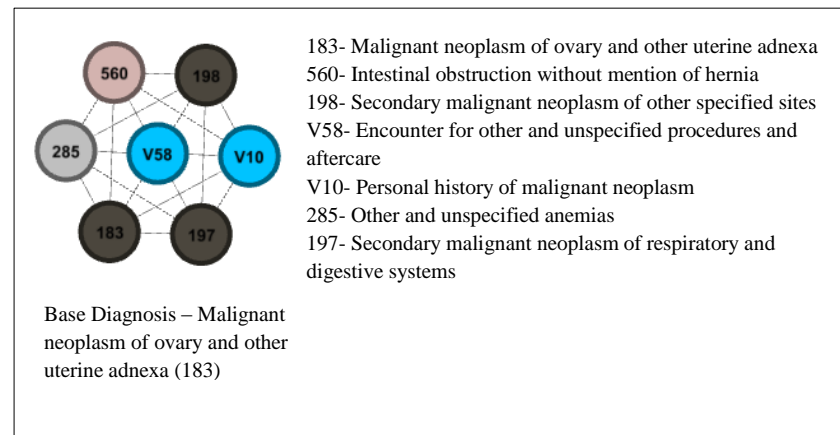 560
198
285
V58
V10
183
197
183- Malignant neoplasm of ovary and other uterine adnexa
560- Intestinal obstruction without mention of hernia
198- Secondary malignant neoplasm of other specified sites
V58- Encounter for other and unspecified procedures and
aftercare
V10- Personal history of malignant neoplasm
285- Other and unspecified anemias
197- Secondary malignant neoplasm of respiratory and
digestive systems
Base Diagnosis – Malignant
neoplasm of ovary and other
uterine adnexa (183)